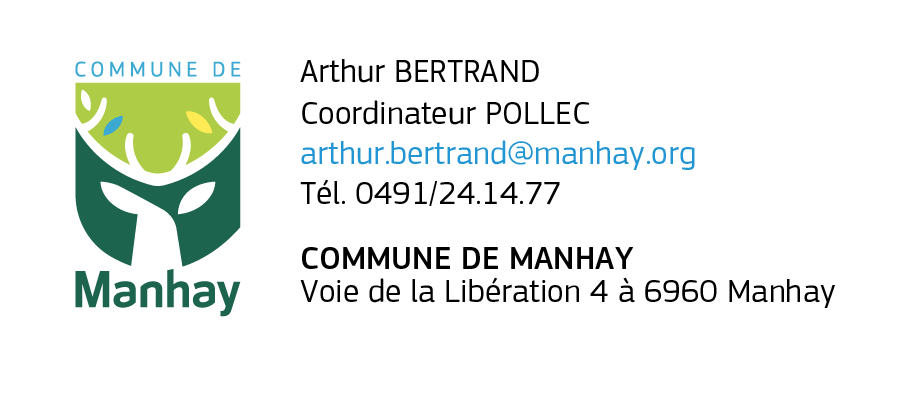 COMMUNE DE
Manhay
Arthur BERTRAND
Coordinateur POLLEC
arthur.bertrand@manhay.org
Tél. 0491/24.14.77
COMMUNE DE MANHAY
Voie de la Libération 4 à 6960 Manhay